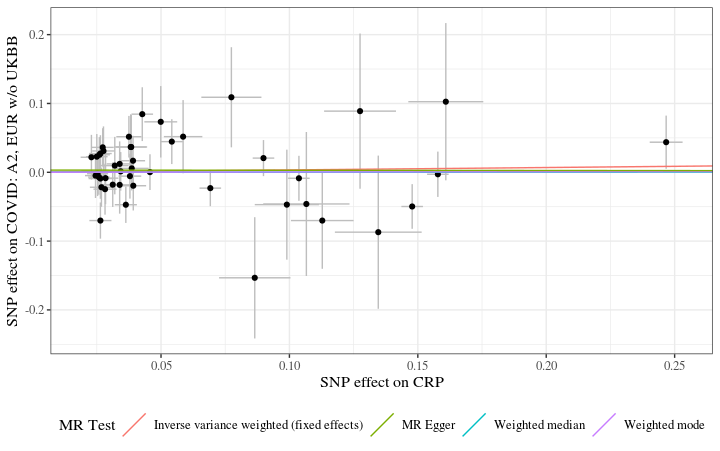 SNP effect on COVID: A2, EUR w/o UKBB
0.2
0.1
0.0
-0.1
-0.2
0.05
0.10
0.15
0.20
0.25
SNP effect on CRP
MR Test
Inverse variance weighted (fixed effects)
MR Egger
Weighted median
Weighted mode